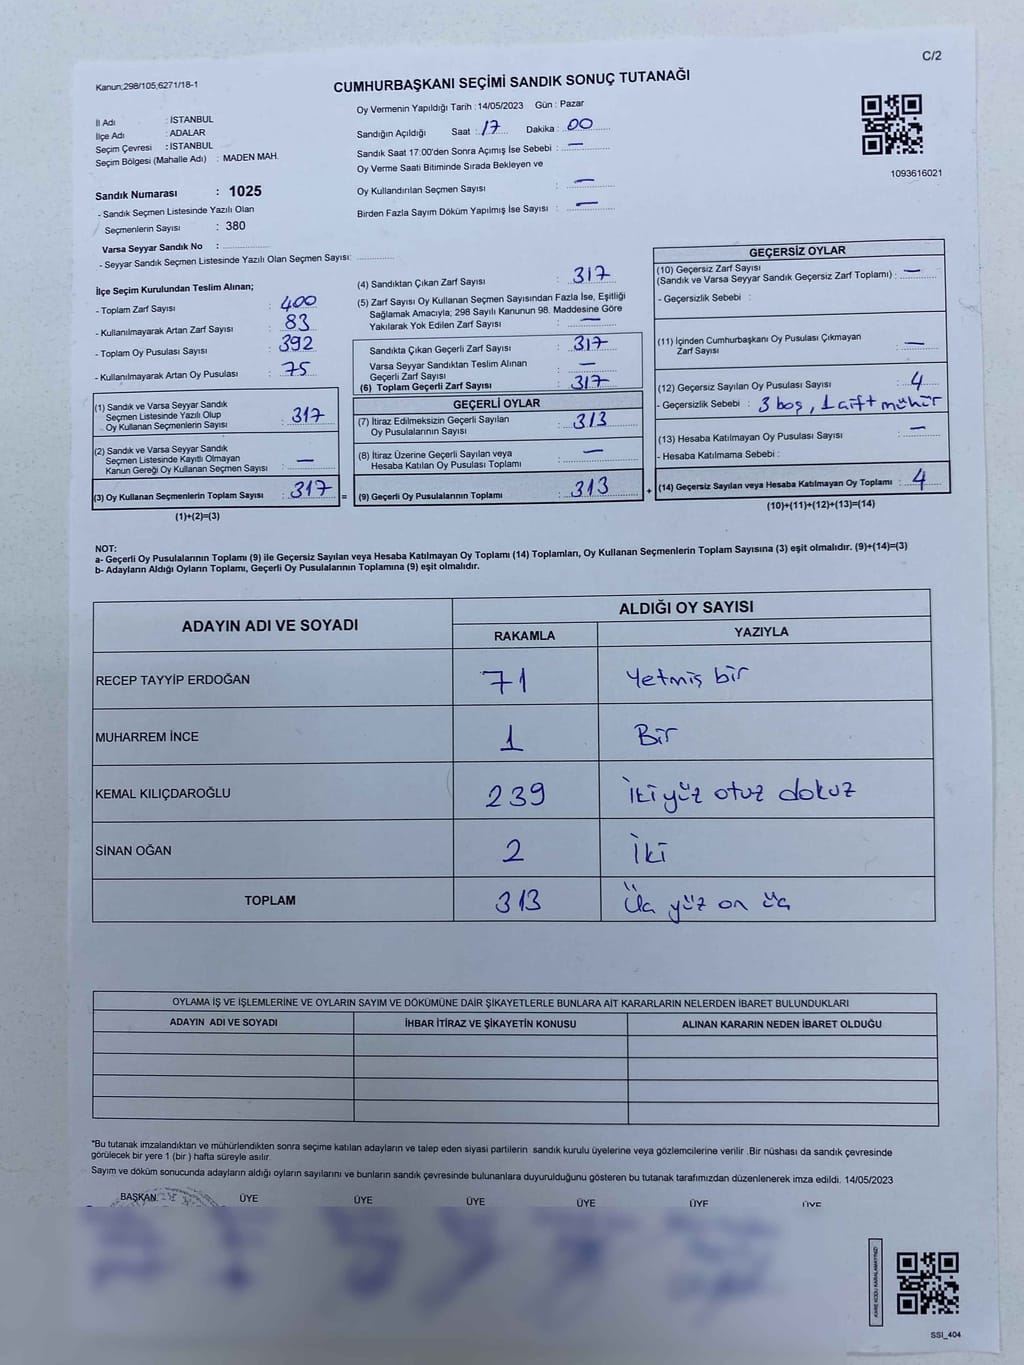 C/2
Kanun;298/105;6271/18-1
CUMHURBAŞKANI SEÇİMİ SANDIK SONUÇ TUTANAĞI
Oy Vermenin Yapıldığı Tarih : 14/05/2023 Gün : Pazar
İl Adı : İSTANBUL
İlçe Adı : ADALAR
Seçim Çevresi : İSTANBUL
Seçim Bölgesi (Mahalle Adı) : MADEN MAH.
Sandığın Açıldığı Saat : 17 Dakika : 00
Sandık Saat 17:00'den Sonra Açımış İse Sebebi : —
Oy Verme Saati Bitiminde Sırada Bekleyen ve
Oy Kullandırılan Seçmen Sayısı : —
Birden Fazla Sayım Döküm Yapılmış İse Sayısı : —
1093616021
Sandık Numarası : 1025
- Sandık Seçmen Listesinde Yazılı Olan
Seçmenlerin Sayısı : 380
Varsa Seyyar Sandık No :
- Seyyar Sandık Seçmen Listesinde Yazılı Olan Seçmen Sayısı:
İlçe Seçim Kurulundan Teslim Alınan;
- Toplam Zarf Sayısı : 400
- Kullanılmayarak Artan Zarf Sayısı : 83
- Toplam Oy Pusulası Sayısı : 392
- Kullanılmayarak Artan Oy Pusulası : 75
(1) Sandık ve Varsa Seyyar Sandık
Seçmen Listesinde Yazılı Olup
Oy Kullanan Seçmenlerin Sayısı : 317
(2) Sandık ve Varsa Seyyar Sandık
Seçmen Listesinde Kayıtlı Olmayan
Kanun Gereği Oy Kullanan Seçmen Sayısı : —
(3) Oy Kullanan Seçmenlerin Toplam Sayısı : 317 =
(1)+(2)=(3)
(4) Sandıktan Çıkan Zarf Sayısı : 317
(5) Zarf Sayısı Oy Kullanan Seçmen Sayısından Fazla İse, Eşitliği
Sağlamak Amacıyla; 298 Sayılı Kanunun 98. Maddesine Göre
Yakılarak Yok Edilen Zarf Sayısı : —
Sandıkta Çıkan Geçerli Zarf Sayısı : 317
Varsa Seyyar Sandıktan Teslim Alınan
Geçerli Zarf Sayısı : —
(6) Toplam Geçerli Zarf Sayısı : 317
GEÇERLİ OYLAR
(7) İtiraz Edilmeksizin Geçerli Sayılan
Oy Pusulalarının Sayısı : 313
(8) İtiraz Üzerine Geçerli Sayılan veya
Hesaba Katılan Oy Pusulası Toplamı : —
(9) Geçerli Oy Pusulalarının Toplamı : 313 +
GEÇERSİZ OYLAR
(10) Geçersiz Zarf Sayısı
(Sandık ve Varsa Seyyar Sandık Geçersiz Zarf Toplamı) : —
- Geçersizlik Sebebi :
(11) İçinden Cumhurbaşkanı Oy Pusulası Çıkmayan
Zarf Sayısı : —
(12) Geçersiz Sayılan Oy Pusulası Sayısı : 4
- Geçersizlik Sebebi : 3 boş, 1 çift mühür
(13) Hesaba Katılmayan Oy Pusulası Sayısı : —
- Hesaba Katılmama Sebebi :
(14) Geçersiz Sayılan veya Hesaba Katılmayan Oy Toplamı : 4
(10)+(11)+(12)+(13)=(14)
NOT:
a- Geçerli Oy Pusulalarının Toplamı (9) ile Geçersiz Sayılan veya Hesaba Katılmayan Oy Toplamı (14) Toplamları, Oy Kullanan Seçmenlerin Toplam Sayısına (3) eşit olmalıdır. (9)+(14)=(3)
b- Adayların Aldığı Oyların Toplamı, Geçerli Oy Pusulalarının Toplamına (9) eşit olmalıdır.
ADAYIN ADI VE SOYADI ALDIĞI OY SAYISI
RAKAMLA YAZIYLA
RECEP TAYYİP ERDOĞAN 71 Yetmiş bir
MUHARREM İNCE 1 Bir
KEMAL KILIÇDAROĞLU 239 İki yüz otuz dokuz
SİNAN OĞAN 2 İki
TOPLAM 313 Üç yüz on üç
OYLAMA İŞ VE İŞLEMLERİNE VE OYLARIN SAYIM VE DÖKÜMÜNE DAİR ŞİKAYETLERLE BUNLARA AİT KARARLARIN NELERDEN İBARET BULUNDUKLARI
ADAYIN ADI VE SOYADI İHBAR İTİRAZ VE ŞİKAYETİN KONUSU ALINAN KARARIN NEDEN İBARET OLDUĞU
*Bu tutanak imzalandıktan ve mühürlendikten sonra seçime katılan adayların ve talep eden siyasi partilerin sandık kurulu üyelerine veya gözlemcilerine verilir .Bir nüshası da sandık çevresinde
görülecek bir yere 1 (bir ) hafta süreyle asılır.
Sayım ve döküm sonucunda adayların aldığı oyların sayılarını ve bunların sandık çevresinde bulunanlara duyurulduğunu gösteren bu tutanak tarafımızdan düzenlenerek imza edildi. 14/05/2023
BAŞKAN ÜYE ÜYE ÜYE ÜYE ÜYE ÜYE
KARE KODU KARALAMAYINIZ!
SSI_404